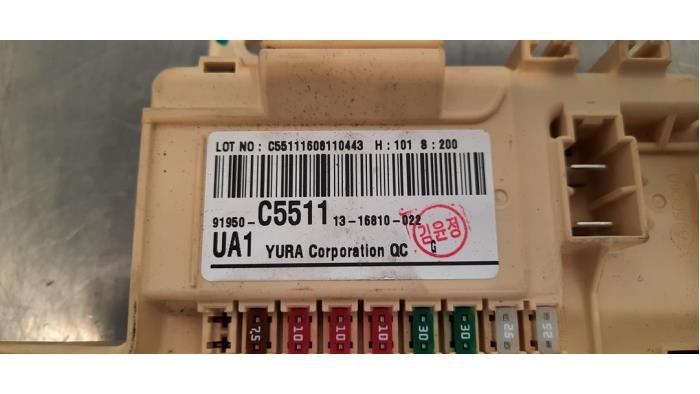 LOT NO : C55111608110443 H : 101 8 : 200
91950-C5511 13-16810-022
UA1 YURA Corporation QC G
김윤정
7.5 10 10 10 30 30 25 25